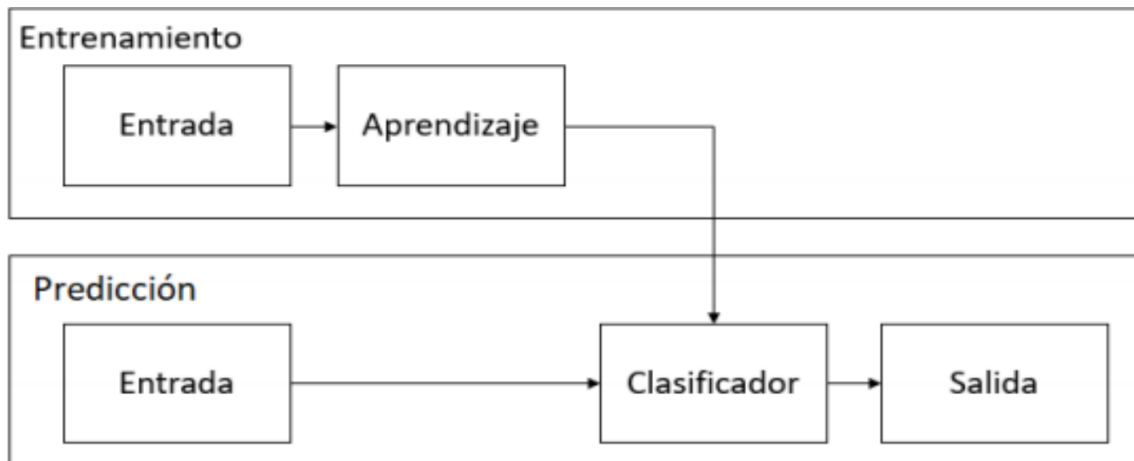 Entrenamiento
Entrada
Aprendizaje
Predicción
Entrada
Clasificador
Salida